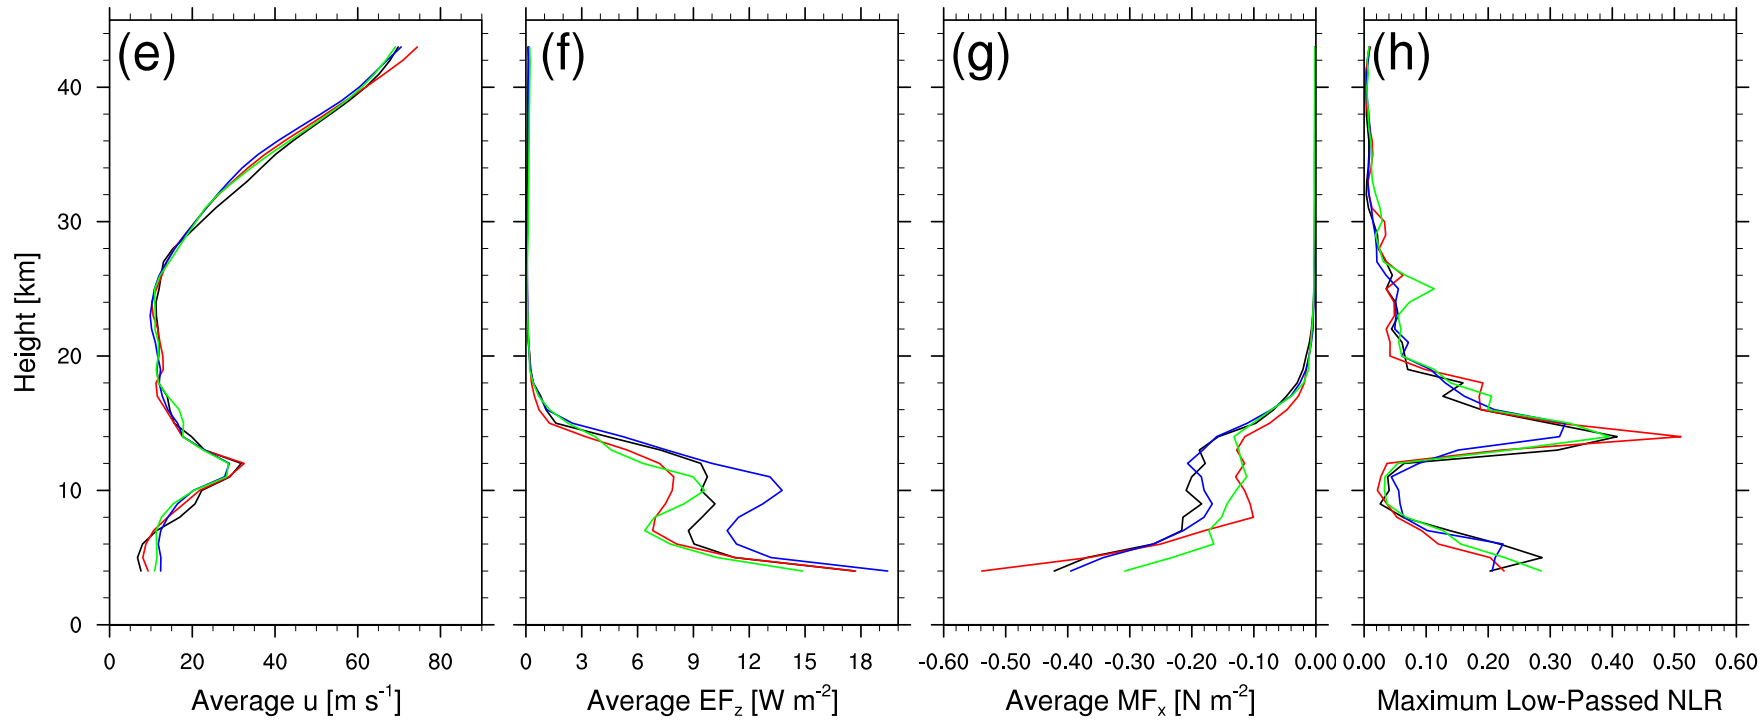 (e) (f) (g) (h)
40
30
20
10
0
Height [km]
0 20 40 60 80
0 3 6 9 12 15 18
-0.60 -0.50 -0.40 -0.30 -0.20 -0.10 0.00
0.00 0.10 0.20 0.30 0.40 0.50 0.60
Average u [m s⁻¹]
Average EF_z [W m⁻²]
Average MF_x [N m⁻²]
Maximum Low-Passed NLR